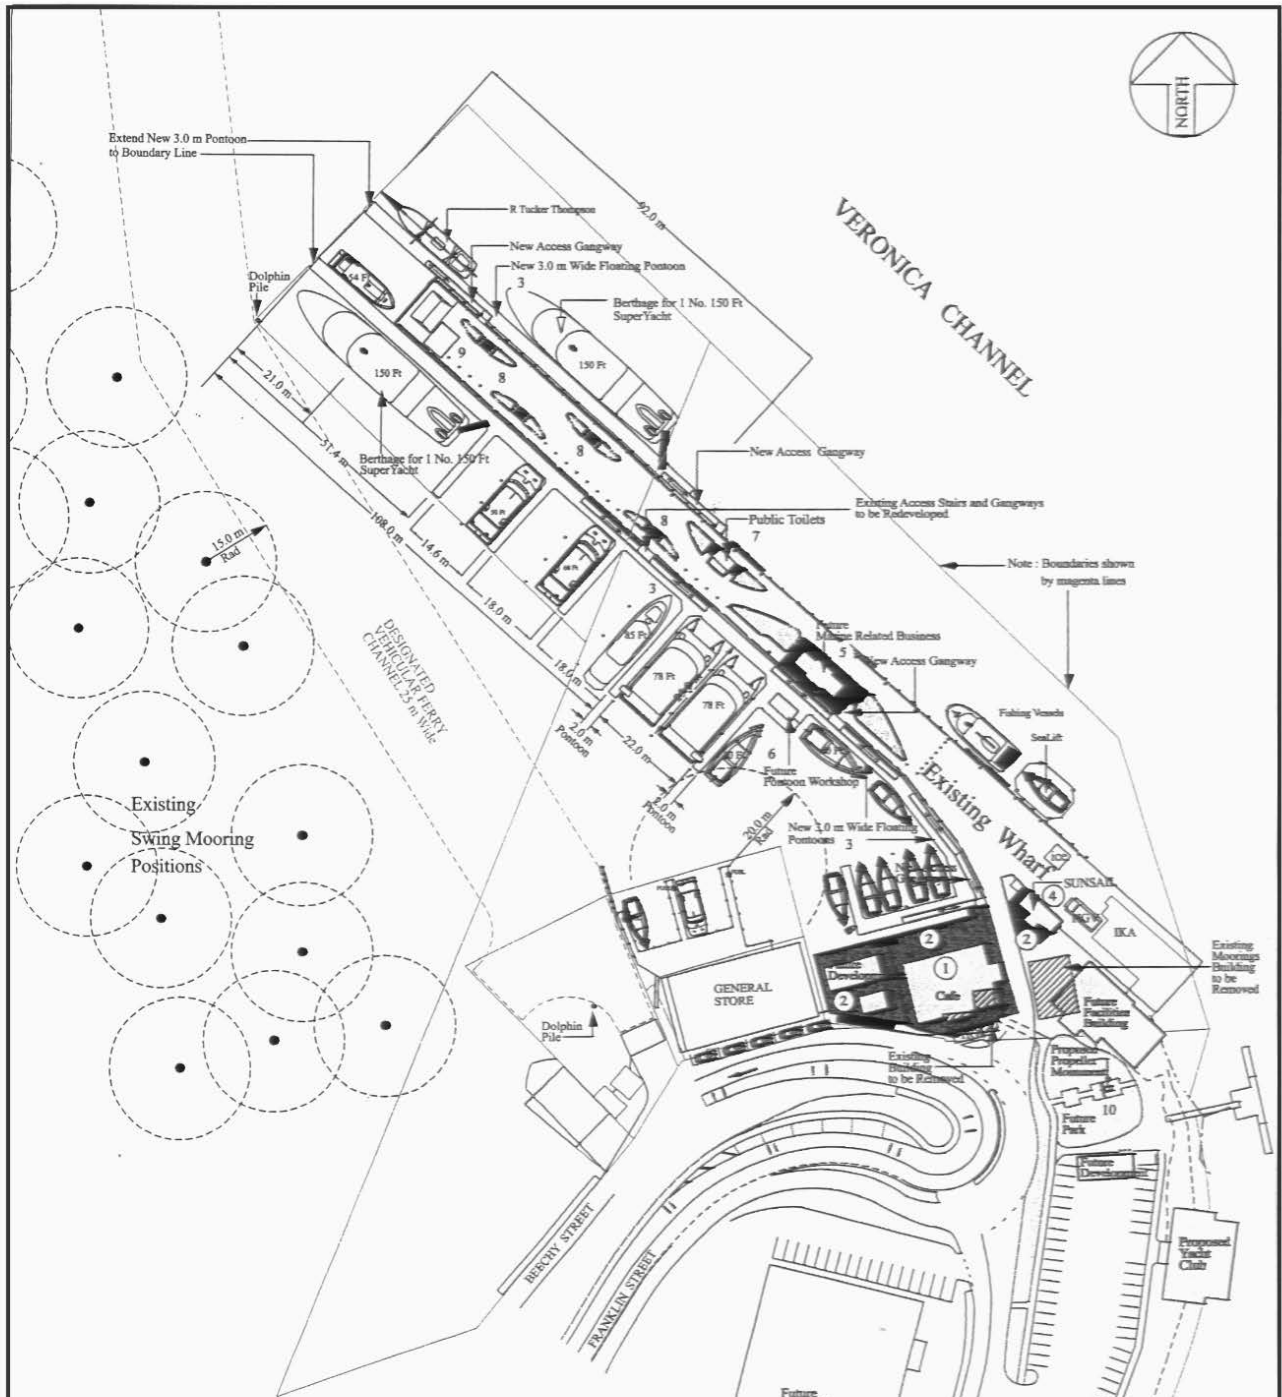 NORTH
Extend New 3.0 m Pontoon
to Boundary Line
VERONICA CHANNEL
92.0 m
R Tucker Thompson
New Access Gangway
New 3.0 m Wide Floating Pontoon
3
Dolphin
Pile
54 Ft
Berthage for 1 No. 150 Ft
SuperYacht
9
8
150 Ft
150 Ft
21.0 m
51.4 m
8
New Access Gangway
Berthage for 1 No. 150 Ft
SuperYacht
108.0 m
Existing Access Stairs and Gangways
to be Redeveloped
8
Public Toilets
7
15.0 m
Rad
14.6 m
Note : Boundaries shown
by magenta lines
3
18.0 m
Future
Marine Related Business
5
New Access Gangway
85 Ft
78 Ft
78 Ft
DESIGNATED
VEHICULAR FERRY
CHANNEL 25 m Wide
18.0 m
2.0 m
Pontoon
22.0 m
Fishing Vessels
SeaLift
6
Future
Pontoon Workshop
Existing Wharf
2.0 m
Pontoon
20.0 m
Rad
New 3.0 m Wide Floating
Pontoons
3
Existing
Swing Mooring
Positions
ICE
SUNSAIL
4
IKA
2
2
1
Cafe
2
GENERAL
STORE
Existing
Moorings
Building
to be
Removed
Future
Facilities
Building
Dolphin
Pile
Existing
Building
to be Removed
Proposed
Propeller
Monument
10
Future
Park
Future
Development
BEECHY STREET
FRANKLIN STREET
Proposed
Yacht
Club
Future